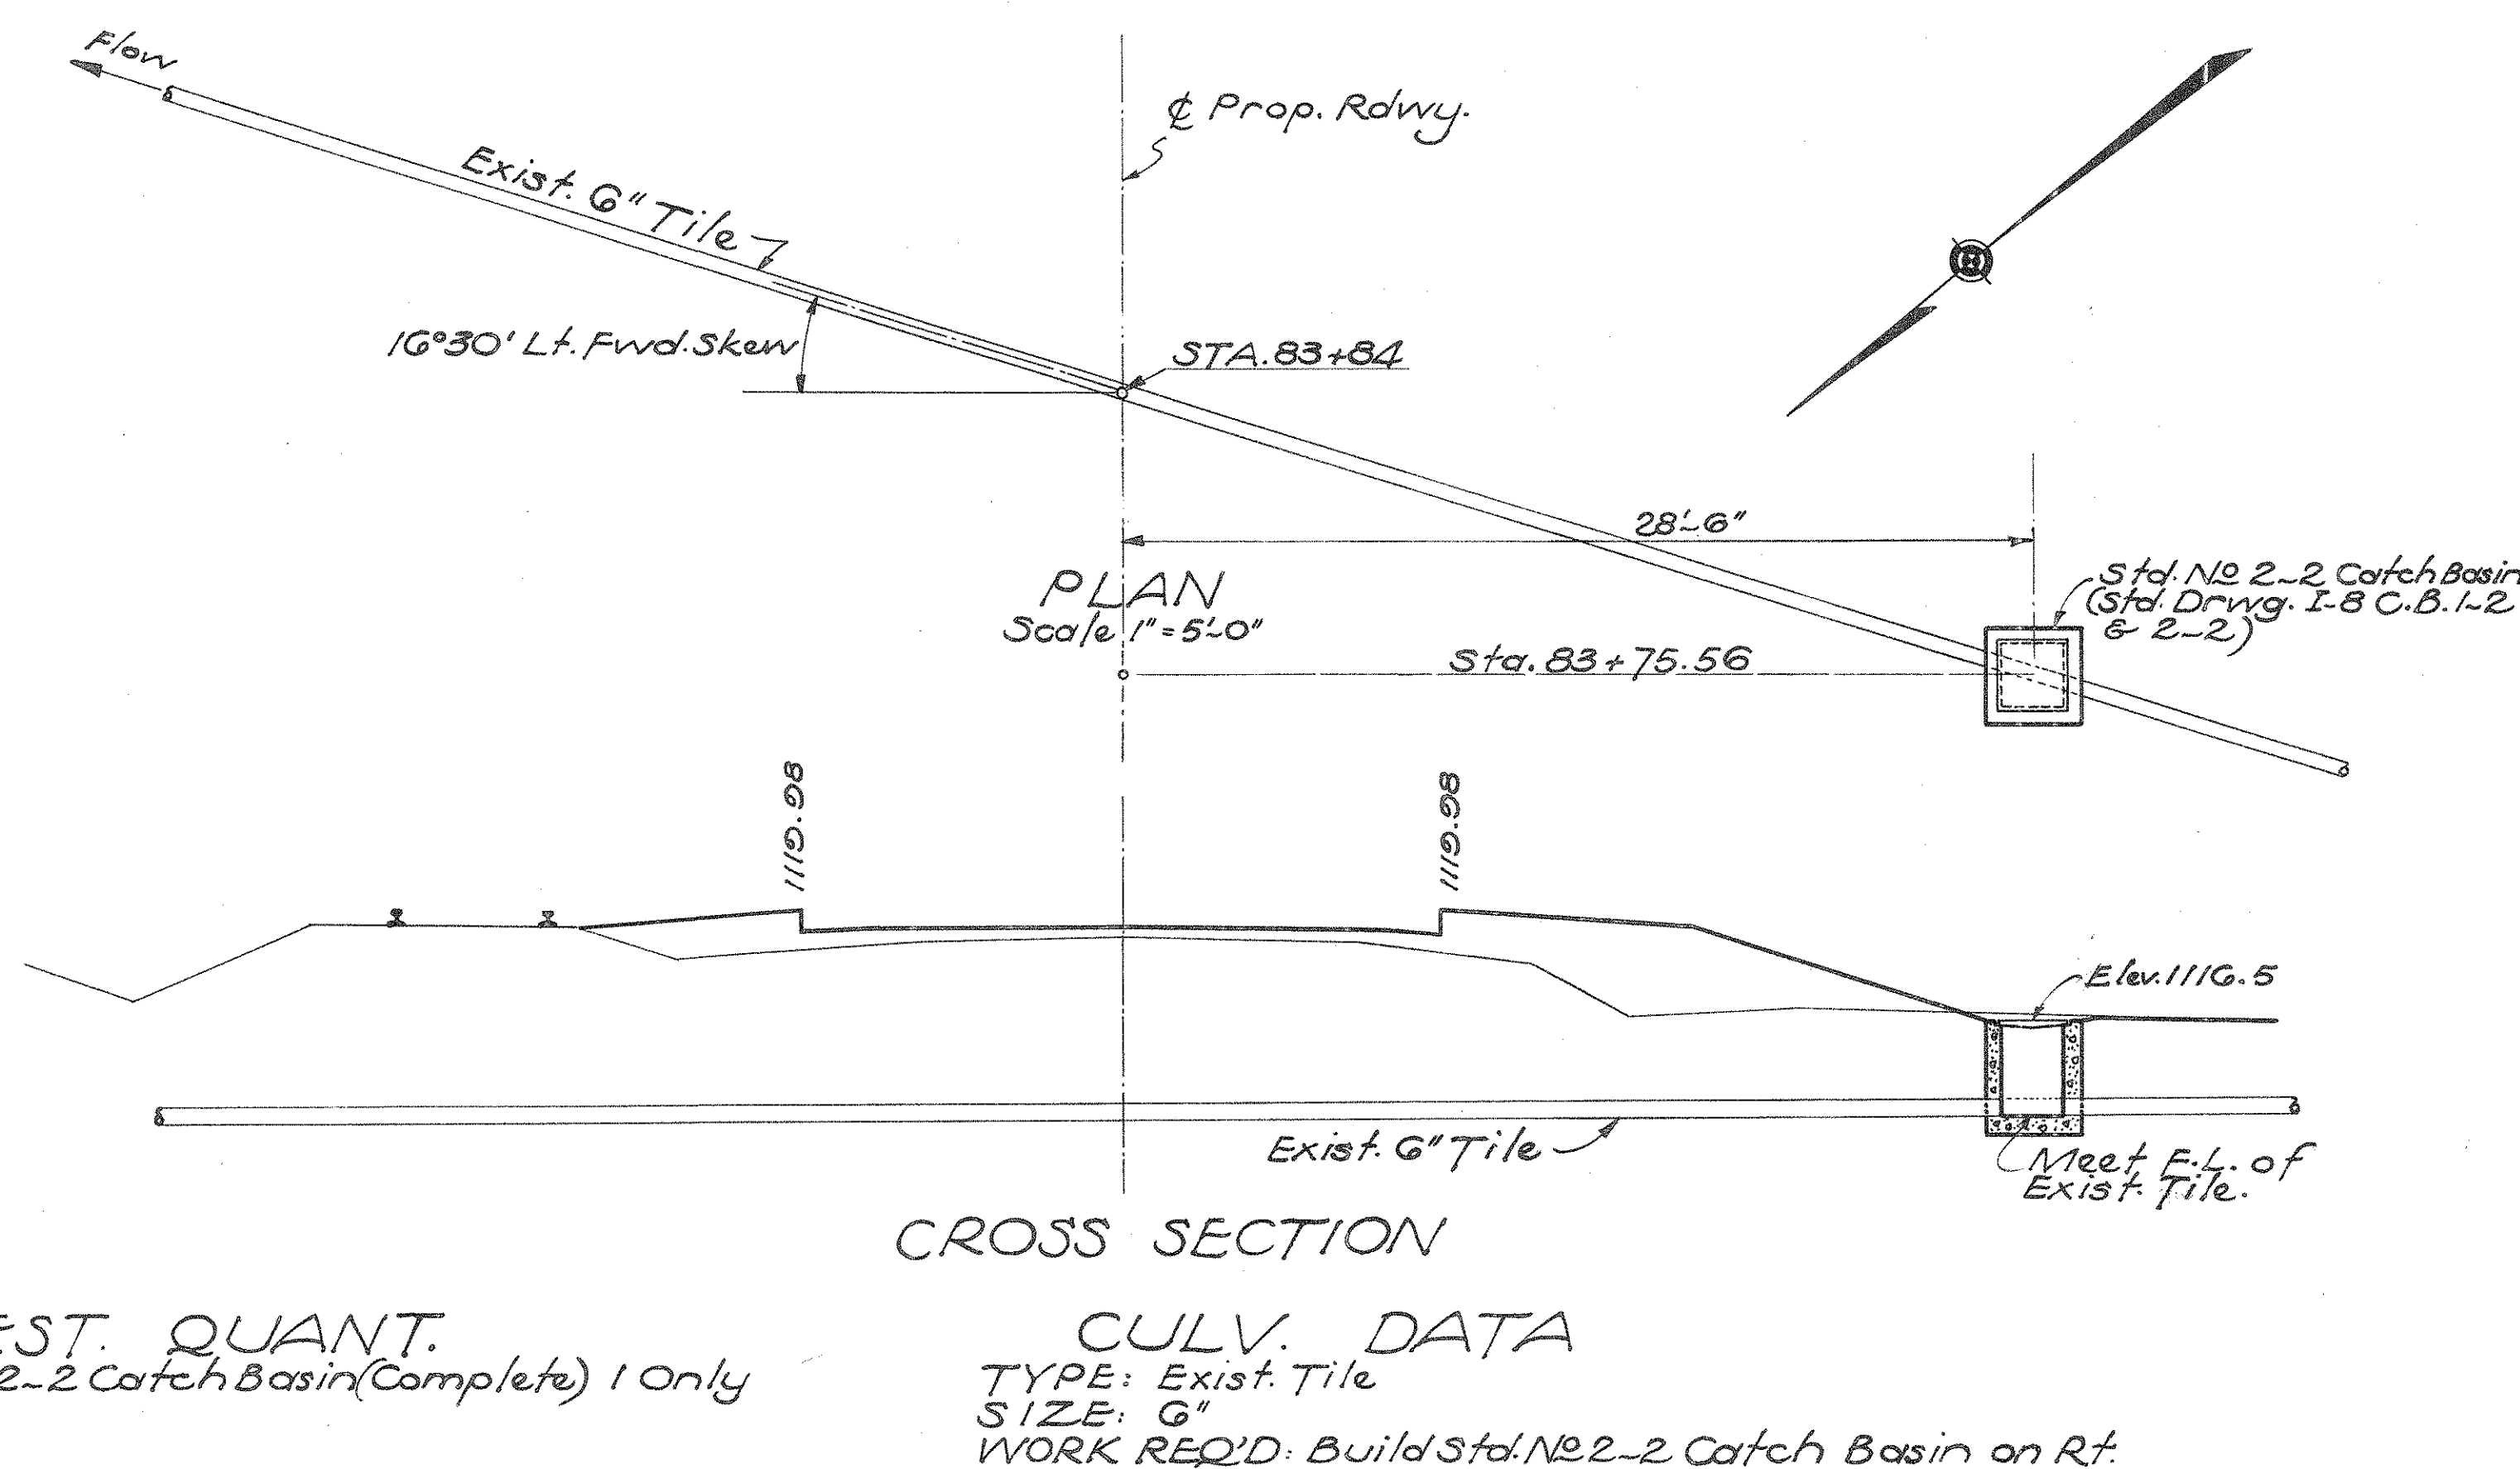 Flow
℄ Prop. Rdwy.
Exist. 6" Tile
16°30' Lt. Fwd. Skew
STA. 83+84
28'-6"
PLAN
Scale 1" = 5'-0"
Std. No 2-2 Catch Basin
(Std. Drwg. I-8 C.B. 1-2
& 2-2)
Sta. 83+75.56
1119.98
1119.98
Elev. 1116.5
Exist. 6" Tile
Meet F.L. of
Exist. Tile.
CROSS SECTION
EST. QUANT.
2-2 Catch Basin (Complete) 1 Only
CULV. DATA
TYPE: Exist. Tile
SIZE: 6"
WORK REQ'D: Build Std. No 2-2 Catch Basin on Rt.